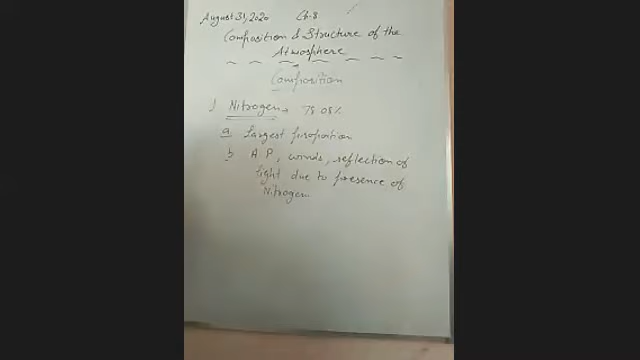 August 31, 2020 Ch-8
Composition & Structure of the
Atmosphere
Composition
1) Nitrogen → 78.08%
a Largest proportion
b A P, winds, reflection of
light due to presence of
Nitrogen